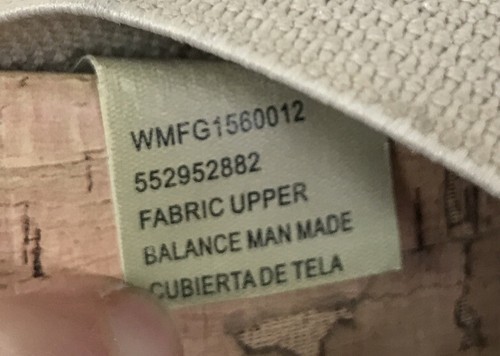 WMFG1560012
552952882
FABRIC UPPER
BALANCE MAN MADE
CUBIERTA DE TELA